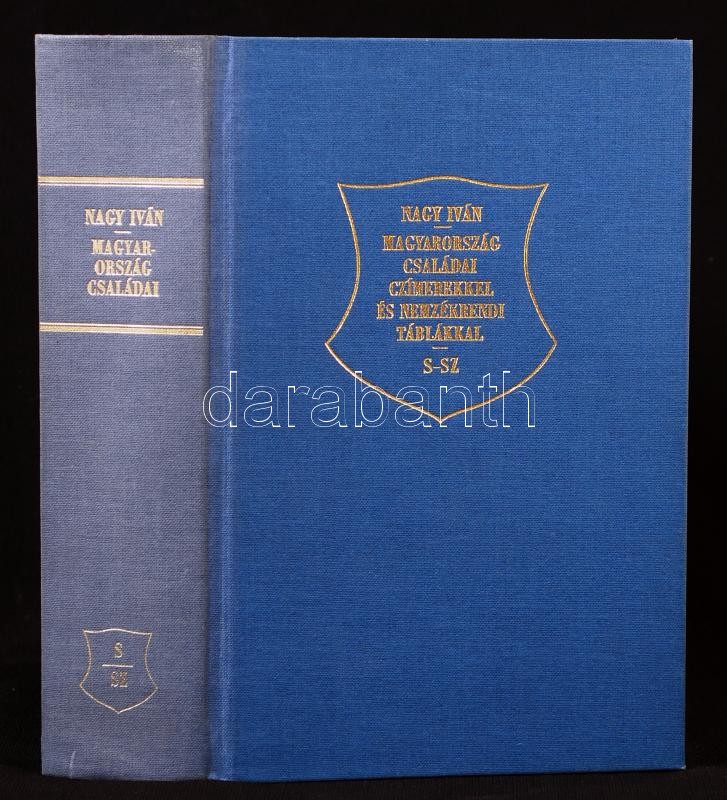 NAGY IVÁN
MAGYAR-
ORSZÁG
CSALÁDAI
S
SZ
NAGY IVÁN
MAGYARORSZÁG
CSALÁDAI
CZÍMEREKKEL
ÉS NEMZÉKRENDI
TÁBLÁKKAL
S-SZ
darabanth